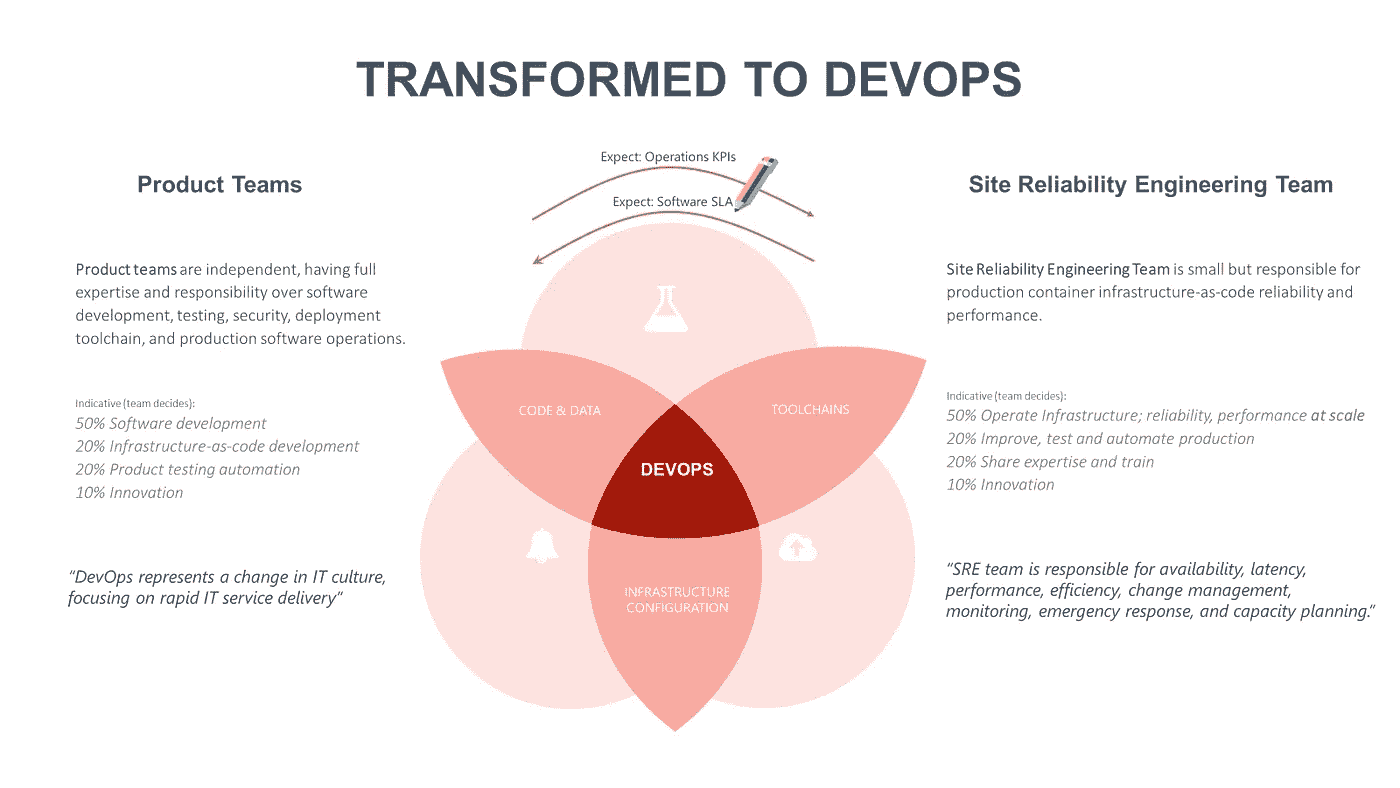 TRANSFORMED TO DEVOPS
Expect: Operations KPIs
Expect: Software SLA
Product Teams
Product teams are independent, having full
expertise and responsibility over software
development, testing, security, deployment
toolchain, and production software operations.
Indicative (team decides):
50% Software development
20% Infrastructure-as-code development
20% Product testing automation
10% Innovation
"DevOps represents a change in IT culture,
focusing on rapid IT service delivery"
CODE & DATA
TOOLCHAINS
DEVOPS
INFRASTRUCTURE
CONFIGURATION
Site Reliability Engineering Team
Site Reliability Engineering Team is small but responsible for
production container infrastructure-as-code reliability and
performance.
Indicative (team decides):
50% Operate Infrastructure; reliability, performance at scale
20% Improve, test and automate production
20% Share expertise and train
10% Innovation
"SRE team is responsible for availability, latency,
performance, efficiency, change management,
monitoring, emergency response, and capacity planning."